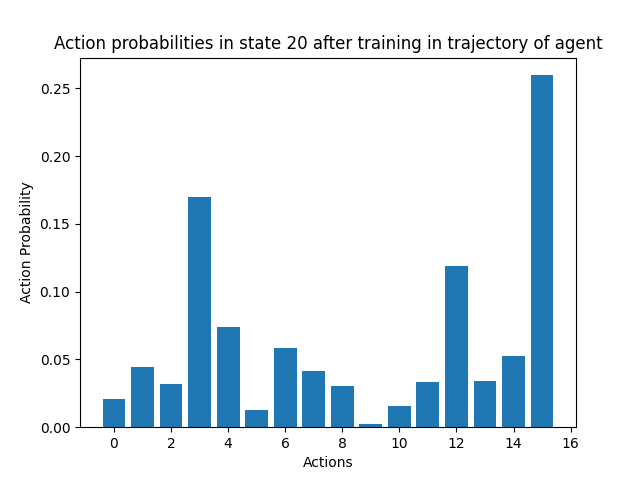 Action probabilities in state 20 after training in trajectory of agent
0.25
0.20
0.15
0.10
0.05
0.00
Action Probability
0 2 4 6 8 10 12 14 16
Actions